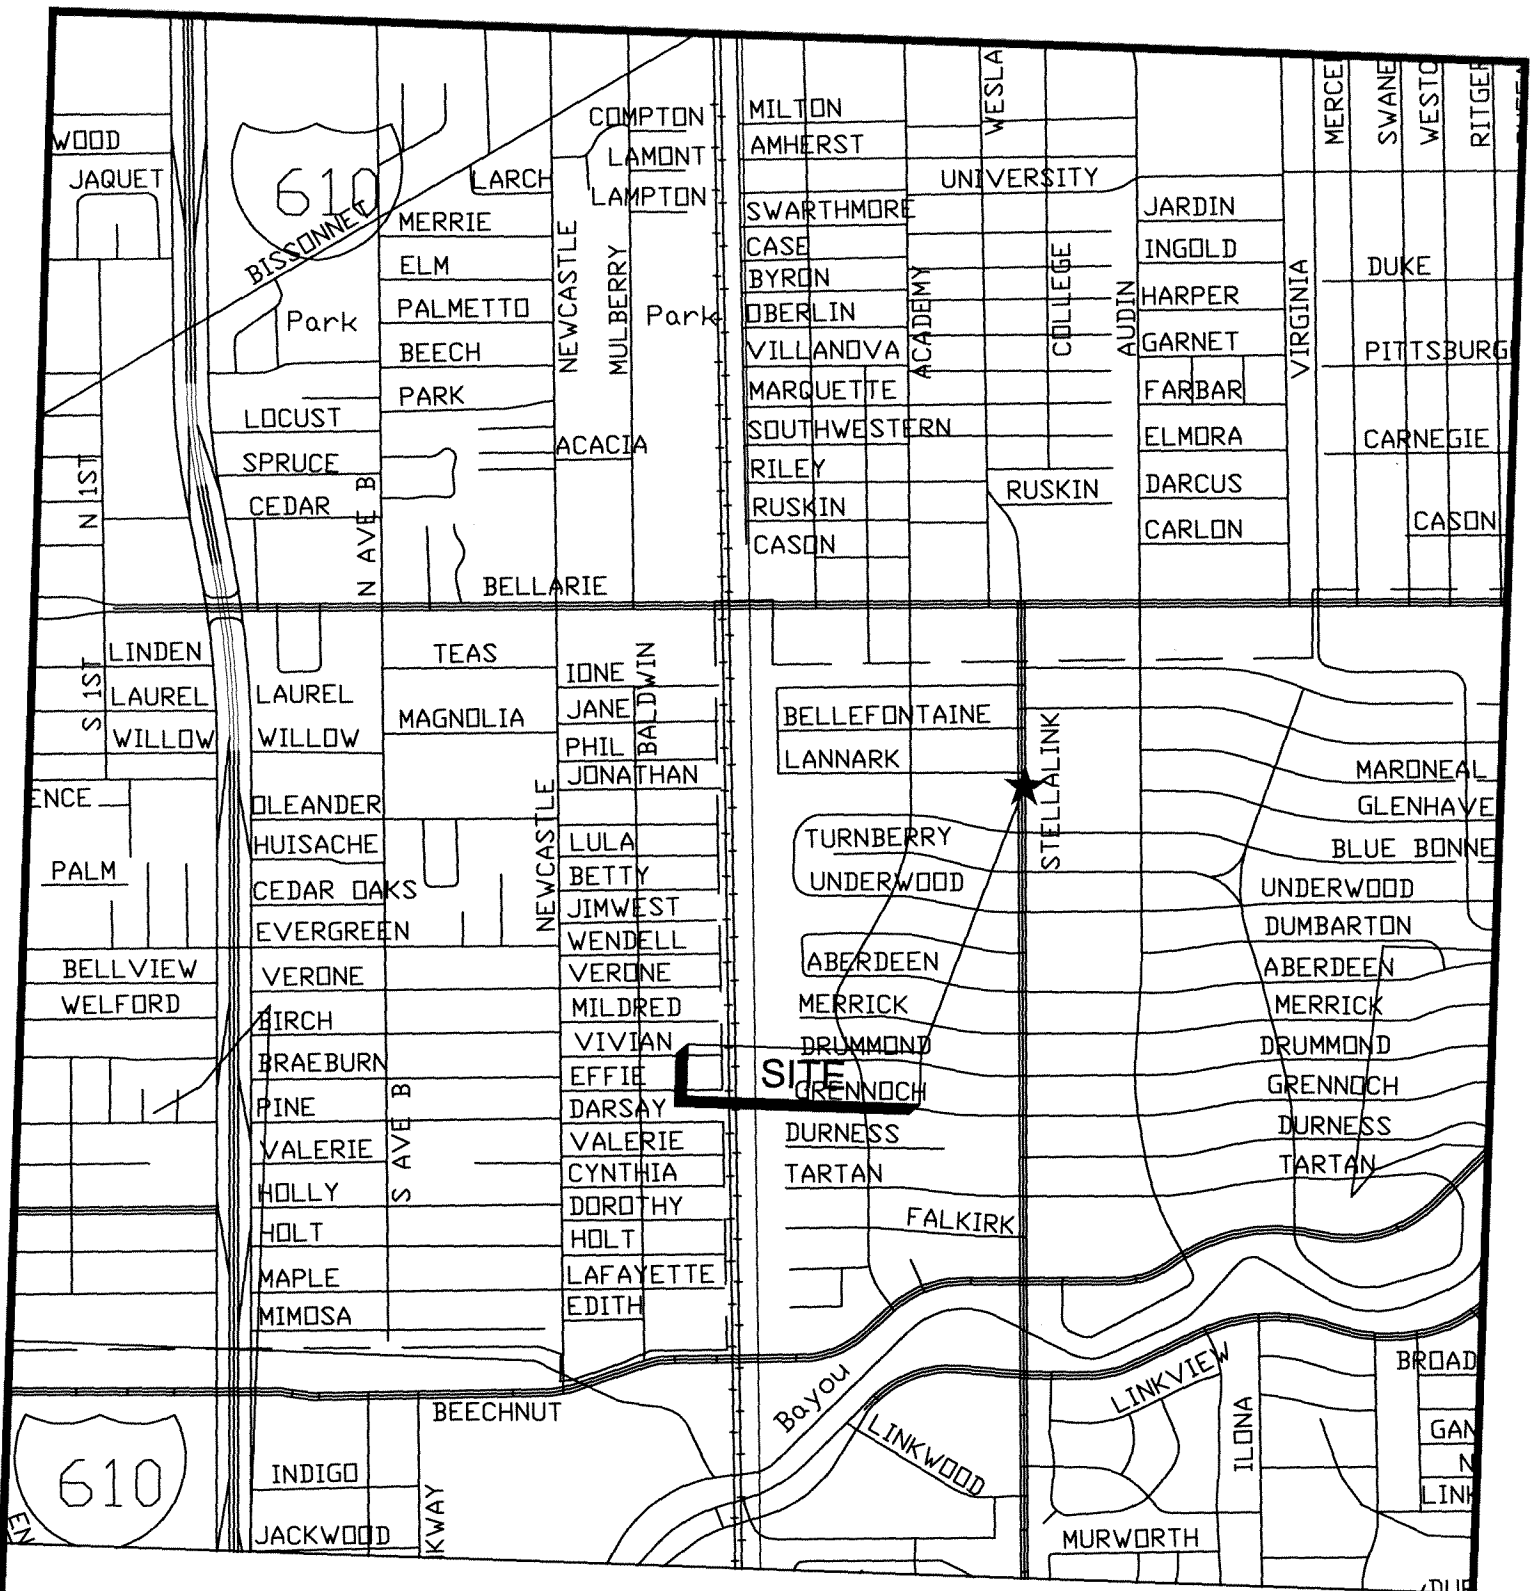 WESLA
MERCE
SWANE
WESTO
RITGER
COMPTON
MILTON
WOOD
AMHERST
LAMONT
JAQUET
LARCH
UNIVERSITY
610
LAMPTON
SWARTHMORE
JARDIN
BISSONNET
MERRIE
CASE
INGOLD
ELM
BYRON
DUKE
PALMETTO
NEWCASTLE
MULBERRY
Park
Park
OBERLIN
ACADEMY
COLLEGE
AUDIN
HARPER
VIRGINIA
BEECH
VILLANOVA
GARNET
PITTSBURG
PARK
MARQUETTE
FARBAR
LOCUST
SOUTHWESTERN
ELMORA
CARNEGIE
ACACIA
SPRUCE
RILEY
DARCUS
N 1ST
CEDAR
RUSKIN
RUSKIN
N AVE B
CASON
CARLON
CASON
BELLARIE
LINDEN
TEAS
IONE
BALDWIN
S 1ST
LAUREL
LAUREL
MAGNOLIA
JANE
BELLEFONTAINE
WILLOW
WILLOW
PHIL
LANNARK
STELLALINK
JONATHAN
MARONEAL
ENCE
OLEANDER
NEWCASTLE
GLENHAVE
HUISACHE
LULA
TURNBERRY
BLUE BONNE
PALM
CEDAR OAKS
BETTY
UNDERWOOD
UNDERWOOD
EVERGREEN
JIMWEST
DUMBARTON
WENDELL
BELLVIEW
VERONE
VERONE
ABERDEEN
ABERDEEN
WELFORD
BIRCH
MILDRED
MERRICK
MERRICK
VIVIAN
DRUMMOND
DRUMMOND
BRAEBURN
EFFIE
SITE
GRENNOCH
GRENNOCH
PINE
S AVE B
DARSAY
DURNESS
DURNESS
VALERIE
VALERIE
CYNTHIA
TARTAN
TARTAN
HOLLY
DOROTHY
FALKIRK
HOLT
HOLT
MAPLE
LAFAYETTE
MIMOSA
EDITH
BROAD
LINKVIEW
Bayou
BEECHNUT
LINKWOOD
ILONA
GAN
N
INDIGO
610
LINK
KWAY
EN
JACKWOOD
MURWORTH